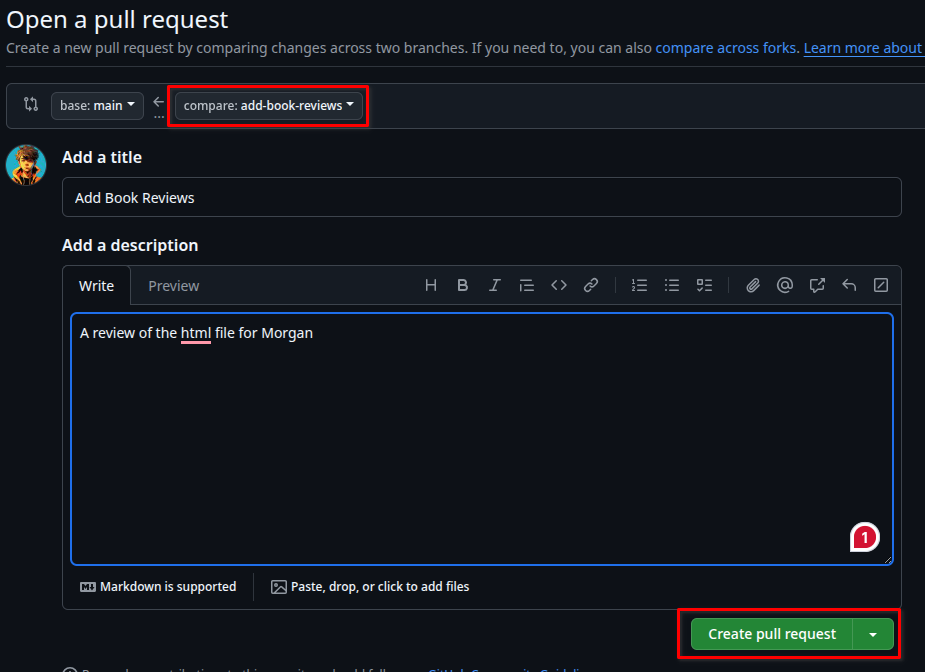 Open a pull request
Create a new pull request by comparing changes across two branches. If you need to, you can also compare across forks. Learn more about
base: main
compare: add-book-reviews
Add a title
Add Book Reviews
Add a description
Write Preview
A review of the html file for Morgan
1
Markdown is supported Paste, drop, or click to add files
Create pull request